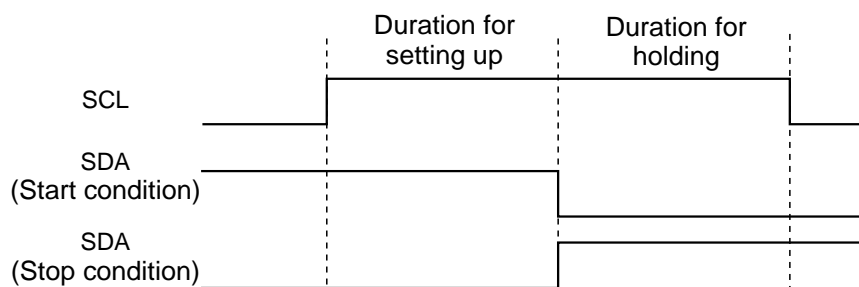 Duration for
setting up
Duration for
holding
SCL
SDA
(Start condition)
SDA
(Stop condition)